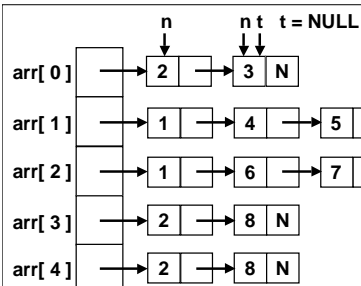 n n t t = NULL
arr[ 0 ] 2 3 N
arr[ 1 ] 1 4 5
arr[ 2 ] 1 6 7
arr[ 3 ] 2 8 N
arr[ 4 ] 2 8 N